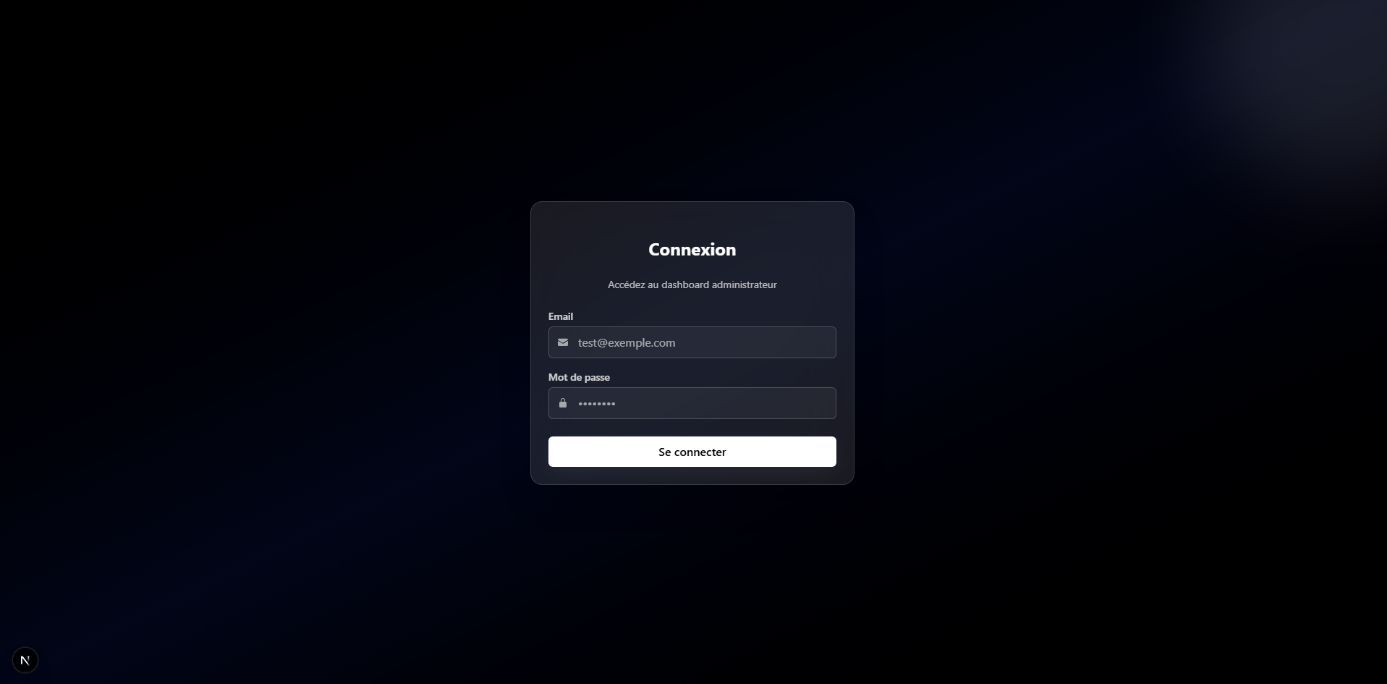 Connexion
Accédez au dashboard administrateur
Email
test@exemple.com
Mot de passe
••••••••
Se connecter
N